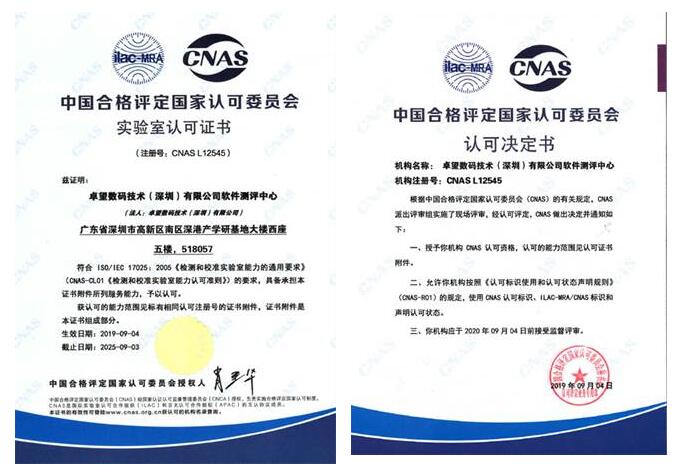 ilac-MRA
CNAS
中国合格评定国家认可委员会
实验室认可证书
(注册号: CNAS L12545)
兹证明:
卓望数码技术(深圳)有限公司软件测评中心
(法人: 卓望数码技术(深圳)有限公司)
广东省深圳市高新区南区深港产学研基地大楼西座
五楼, 518057
符合 ISO/IEC 17025: 2005《检测和校准实验室能力的通用要求》
(CNAS-CL01《检测和校准实验室能力认可准则》)的要求, 具备承担本
证书附件所列服务能力, 予以认可。
获认可的能力范围见标有相同认可注册号的证书附件, 证书附件是
本证书组成部分。
生效日期: 2019-09-04
截止日期: 2025-09-03
中国合格评定国家认可委员会授权人
中国合格评定国家认可委员会(CNAS)经国家认证认可监督管理委员会(CNCA)授权, 负责实施合格评定国家认可制度。
CNAS是国际实验室认可合作组织(ILAC)和亚太认可合作组织(APAC)的互认协议成员。
本证书的有效性可登陆www.cnas.org.cn获认可的机构名录查询。
ilac-MRA
CNAS
中国合格评定国家认可委员会
认可决定书
机构名称: 卓望数码技术(深圳)有限公司软件测评中心
机构注册号: CNAS L12545
根据中国合格评定国家认可委员会(CNAS)的有关规定, CNAS
派出评审组实施了现场评审, 经认可评定, CNAS 做出决定并通知如
下:
一、授予你机构 CNAS 认可资格, 认可的能力范围见认可证书
附件。
二、允许你机构按照《认可标识使用和认可状态声明规则》
(CNAS-R01)的规定, 使用 CNAS 认可标识、ILAC-MRA/CNAS 标识和
声明认可状态。
三、你机构应于 2020 年 09 月 04 日前接受监督评审。
2019 年 09 月 04 日